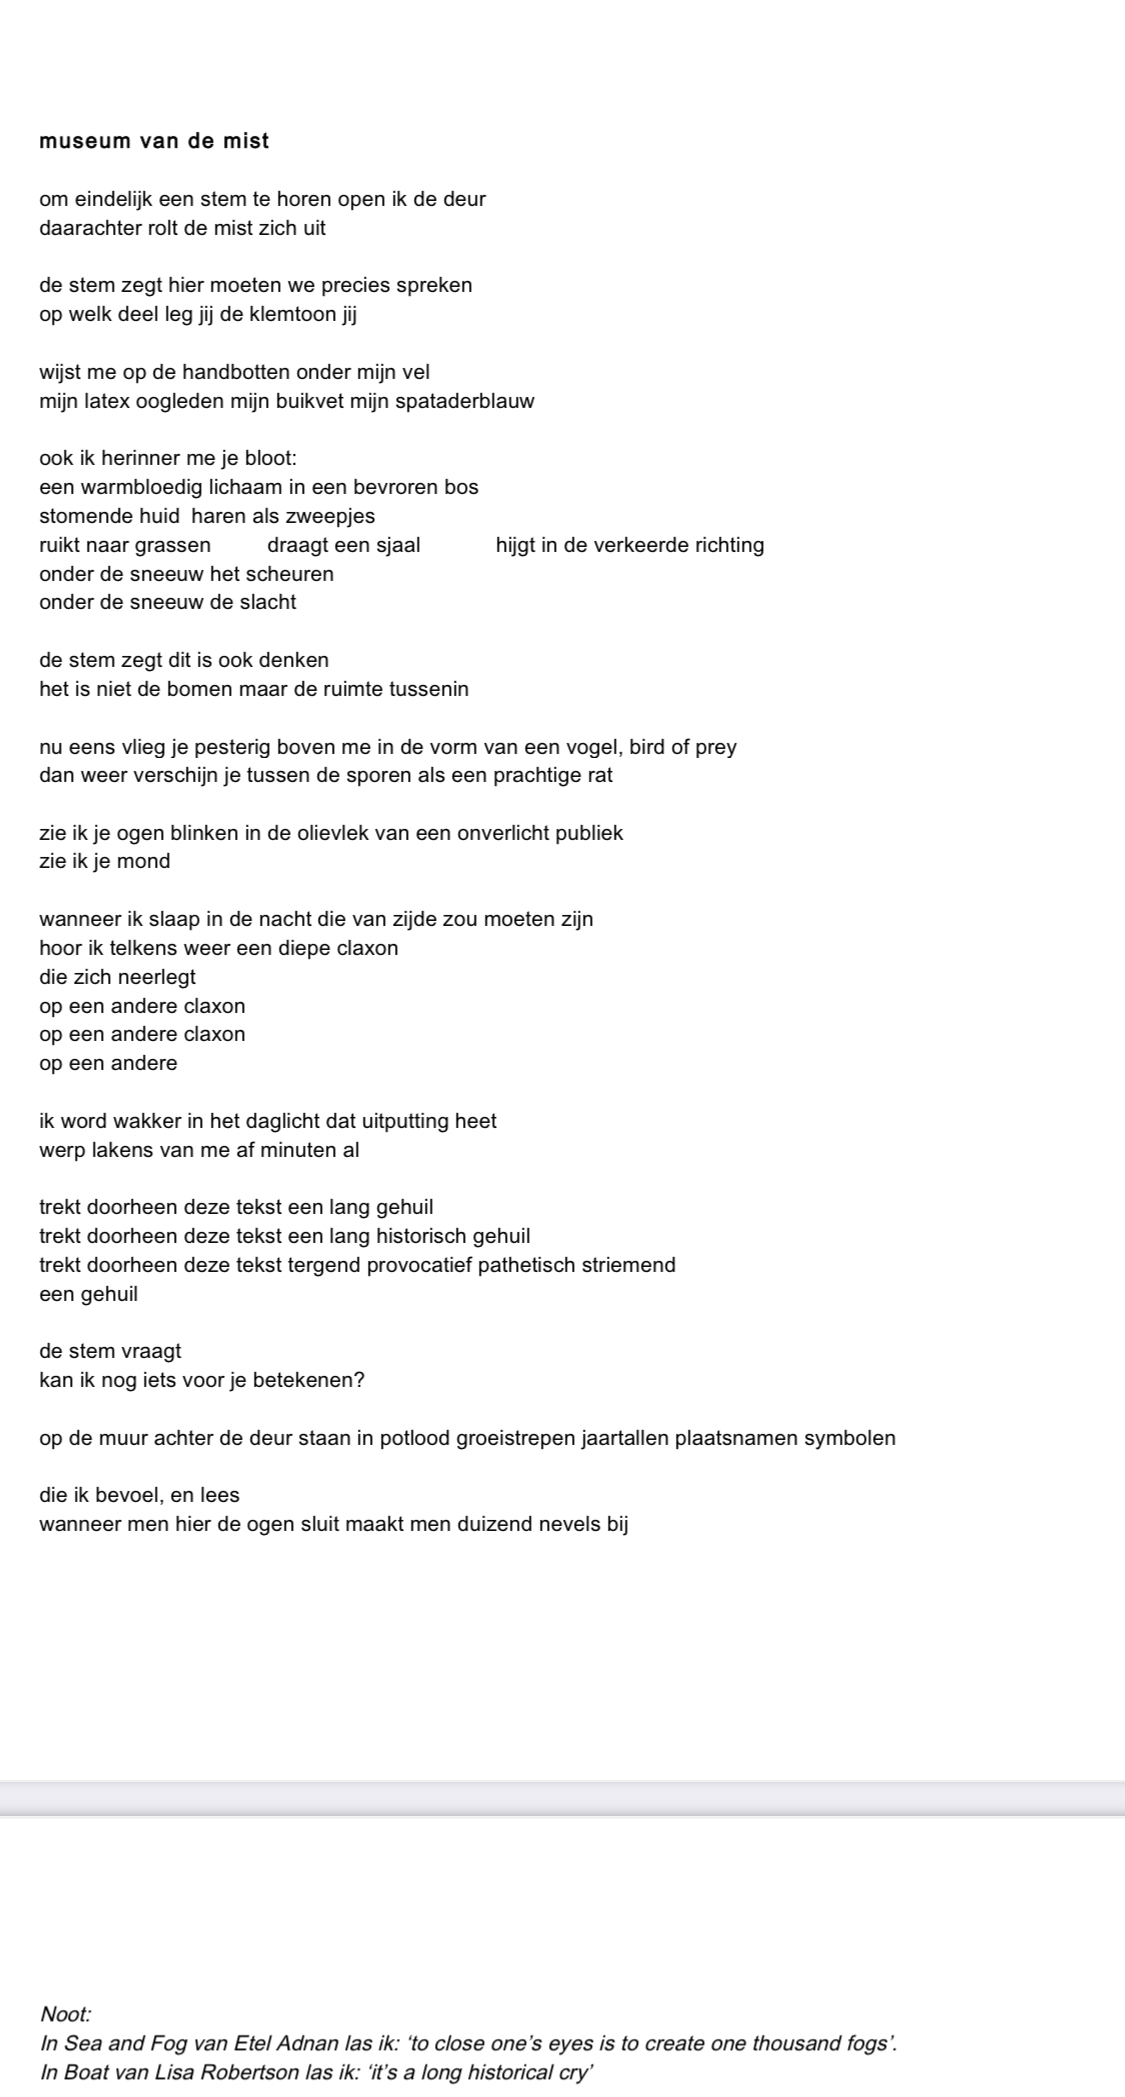 museum van de mist
om eindelijk een stem te horen open ik de deur
daarachter rolt de mist zich uit
de stem zegt hier moeten we precies spreken
op welk deel leg jij de klemtoon jij
wijst me op de handbotten onder mijn vel
mijn latex oogleden mijn buikvet mijn spataderblauw
ook ik herinner me je bloot:
een warmbloedig lichaam in een bevroren bos
stomende huid  haren als zweepjes
ruikt naar grassen          draagt een sjaal             hijgt in de verkeerde richting
onder de sneeuw het scheuren
onder de sneeuw de slacht
de stem zegt dit is ook denken
het is niet de bomen maar de ruimte tussenin
nu eens vlieg je pesterig boven me in de vorm van een vogel, bird of prey
dan weer verschijn je tussen de sporen als een prachtige rat
zie ik je ogen blinken in de olievlek van een onverlicht publiek
zie ik je mond
wanneer ik slaap in de nacht die van zijde zou moeten zijn
hoor ik telkens weer een diepe claxon
die zich neerlegt
op een andere claxon
op een andere claxon
op een andere
ik word wakker in het daglicht dat uitputting heet
werp lakens van me af minuten al
trekt doorheen deze tekst een lang gehuil
trekt doorheen deze tekst een lang historisch gehuil
trekt doorheen deze tekst tergend provocatief pathetisch striemend
een gehuil
de stem vraagt
kan ik nog iets voor je betekenen?
op de muur achter de deur staan in potlood groeistrepen jaartallen plaatsnamen symbolen
die ik bevoel, en lees
wanneer men hier de ogen sluit maakt men duizend nevels bij
Noot:
In Sea and Fog van Etel Adnan las ik: ‘to close one’s eyes is to create one thousand fogs’.
In Boat van Lisa Robertson las ik: ‘it’s a long historical cry’